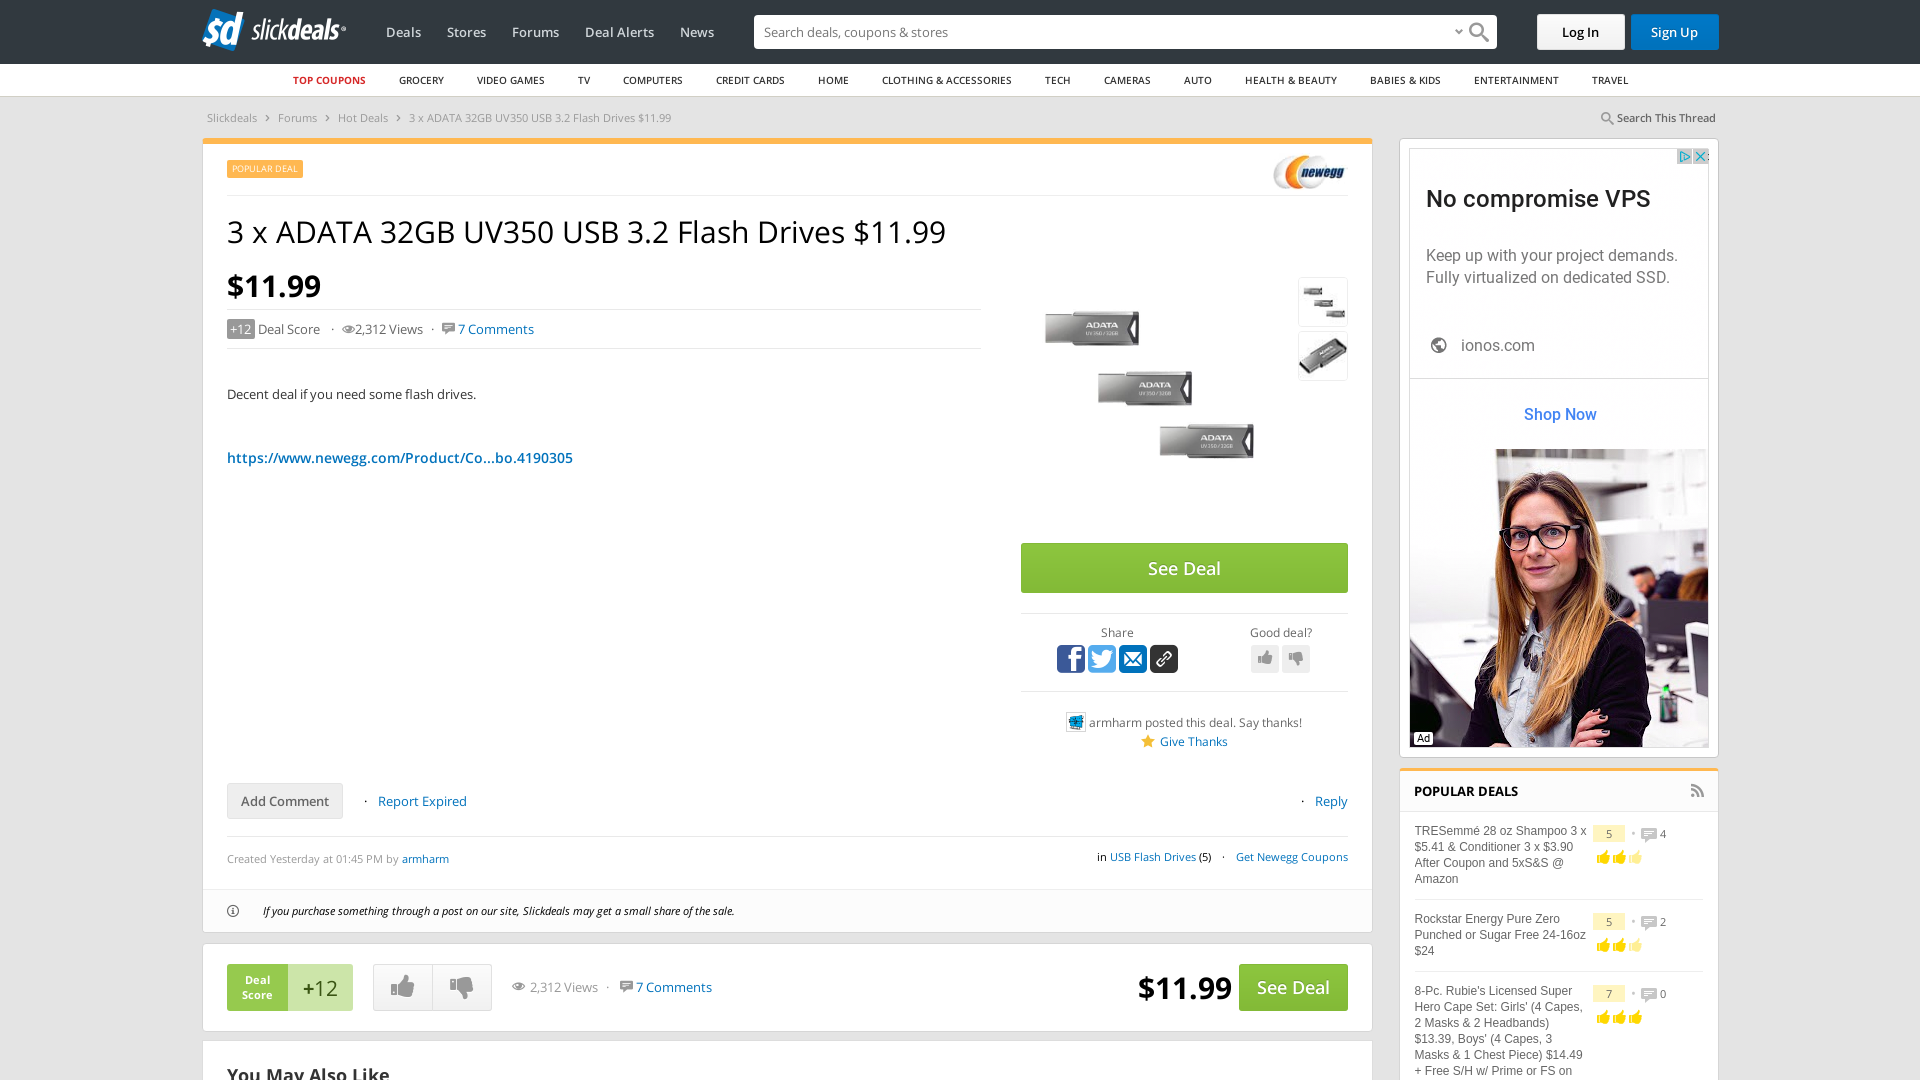 slickdeals
Deals
Stores
Forums
Deal Alerts
News
Search deals, coupons & stores
Log In
Sign Up
TOP COUPONS
GROCERY
VIDEO GAMES
TV
COMPUTERS
CREDIT CARDS
HOME
CLOTHING & ACCESSORIES
TECH
CAMERAS
AUTO
HEALTH & BEAUTY
BABIES & KIDS
ENTERTAINMENT
TRAVEL
Slickdeals › Forums › Hot Deals › 3 x ADATA 32GB UV350 USB 3.2 Flash Drives $11.99
Search This Thread
POPULAR DEAL
newegg
3 x ADATA 32GB UV350 USB 3.2 Flash Drives $11.99
$11.99
+12 Deal Score · 2,312 Views · 7 Comments
Decent deal if you need some flash drives.
https://www.newegg.com/Product/Co...bo.4190305
ADATA
UV350/32GB
ADATA
UV350/32GB
ADATA
UV350/32GB
See Deal
Share
Good deal?
armharm posted this deal. Say thanks!
Give Thanks
Add Comment
· Report Expired
· Reply
Created Yesterday at 01:45 PM by armharm
in USB Flash Drives (5) · Get Newegg Coupons
If you purchase something through a post on our site, Slickdeals may get a small share of the sale.
Deal
Score
+12
2,312 Views · 7 Comments
$11.99
See Deal
You May Also Like
No compromise VPS
Keep up with your project demands.
Fully virtualized on dedicated SSD.
ionos.com
Shop Now
Ad
POPULAR DEALS
TRESemmé 28 oz Shampoo 3 x
$5.41 & Conditioner 3 x $3.90
After Coupon and 5xS&S @
Amazon
5 • 4
Rockstar Energy Pure Zero
Punched or Sugar Free 24-16oz
$24
5 • 2
8-Pc. Rubie's Licensed Super
Hero Cape Set: Girls' (4 Capes,
2 Masks & 2 Headbands)
$13.39, Boys' (4 Capes, 3
Masks & 1 Chest Piece) $14.49
+ Free S/H w/ Prime or FS on
7 • 0